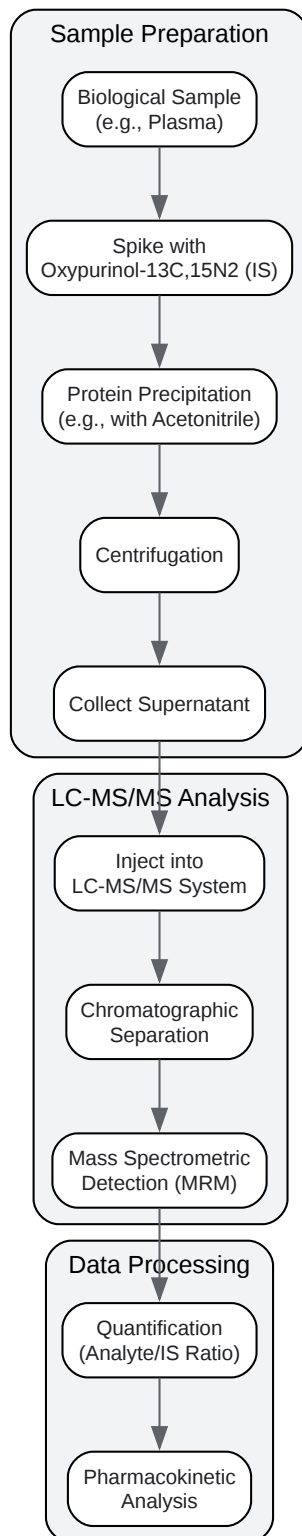 Sample Preparation
Biological Sample
(e.g., Plasma)
Spike with
Oxypurinol-13C,15N2 (IS)
Protein Precipitation
(e.g., with Acetonitrile)
Centrifugation
Collect Supernatant
LC-MS/MS Analysis
Inject into
LC-MS/MS System
Chromatographic
Separation
Mass Spectrometric
Detection (MRM)
Data Processing
Quantification
(Analyte/IS Ratio)
Pharmacokinetic
Analysis